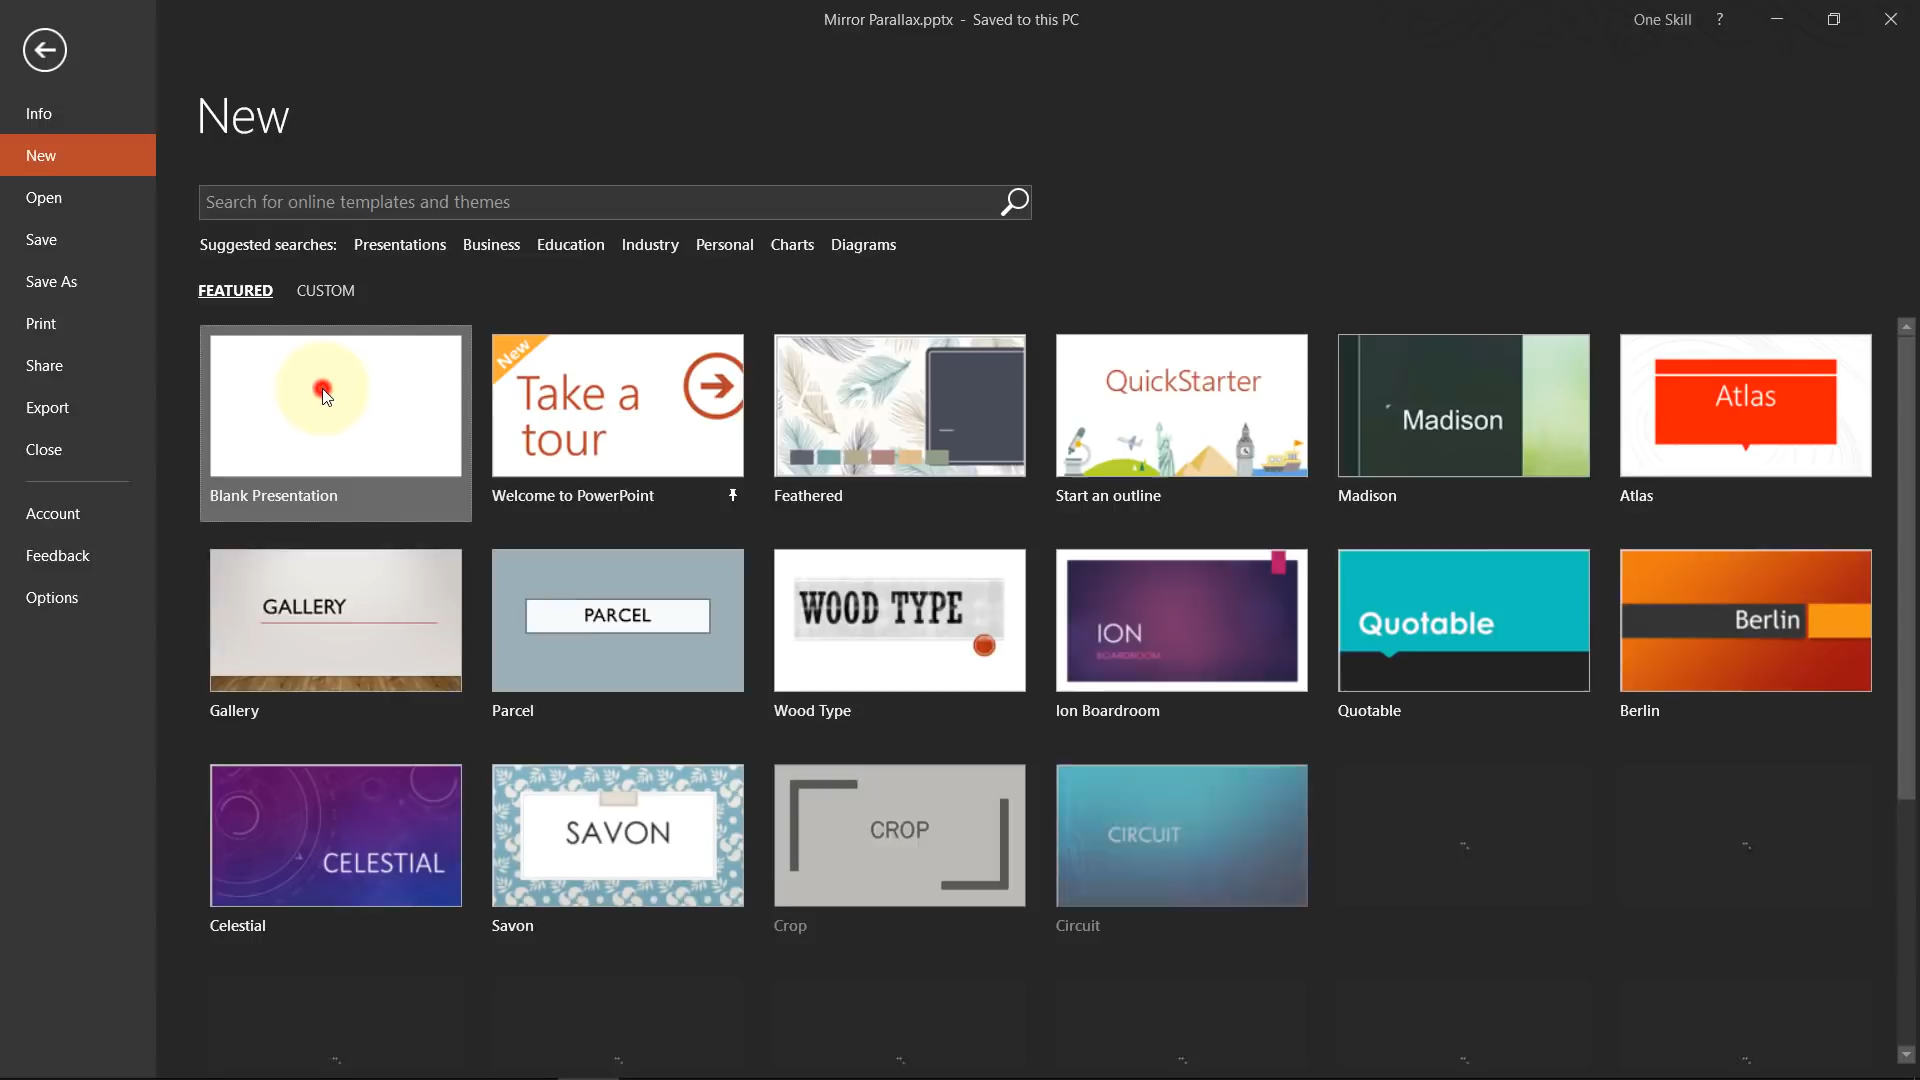 Mirror Parallax.pptx - Saved to this PC
One Skill
?
Info
New
Open
Save
Save As
Print
Share
Export
Close
Account
Feedback
Options
New
Search for online templates and themes
Suggested searches: Presentations Business Education Industry Personal Charts Diagrams
FEATURED CUSTOM
New
Take a
tour
QuickStarter
Madison
Atlas
Blank Presentation
Welcome to PowerPoint
Feathered
Start an outline
Madison
Atlas
GALLERY
PARCEL
WOOD TYPE
ION
BOARDROOM
Quotable
Berlin
Gallery
Parcel
Wood Type
Ion Boardroom
Quotable
Berlin
CELESTIAL
SAVON
CROP
CIRCUIT
Celestial
Savon
Crop
Circuit